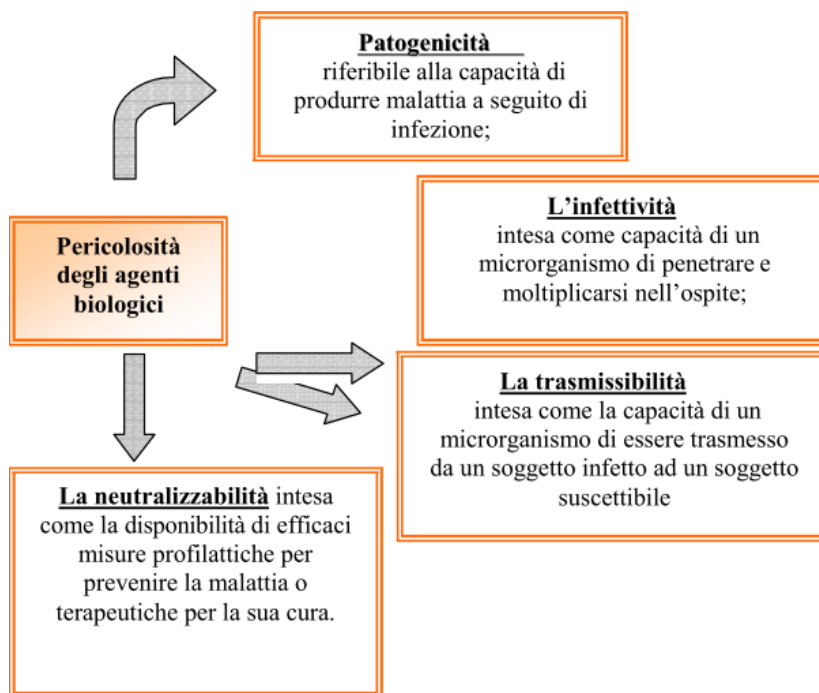 Patogenicità
riferibile alla capacità di
produrre malattia a seguito di
infezione;
L'infettività
intesa come capacità di un
microrganismo di penetrare e
moltiplicarsi nell'ospite;
Pericolosità
degli agenti
biologici
La trasmissibilità
intesa come la capacità di un
microrganismo di essere trasmesso
da un soggetto infetto ad un soggetto
suscettibile
La neutralizzabilità intesa
come la disponibilità di efficaci
misure profilattiche per
prevenire la malattia o
terapeutiche per la sua cura.